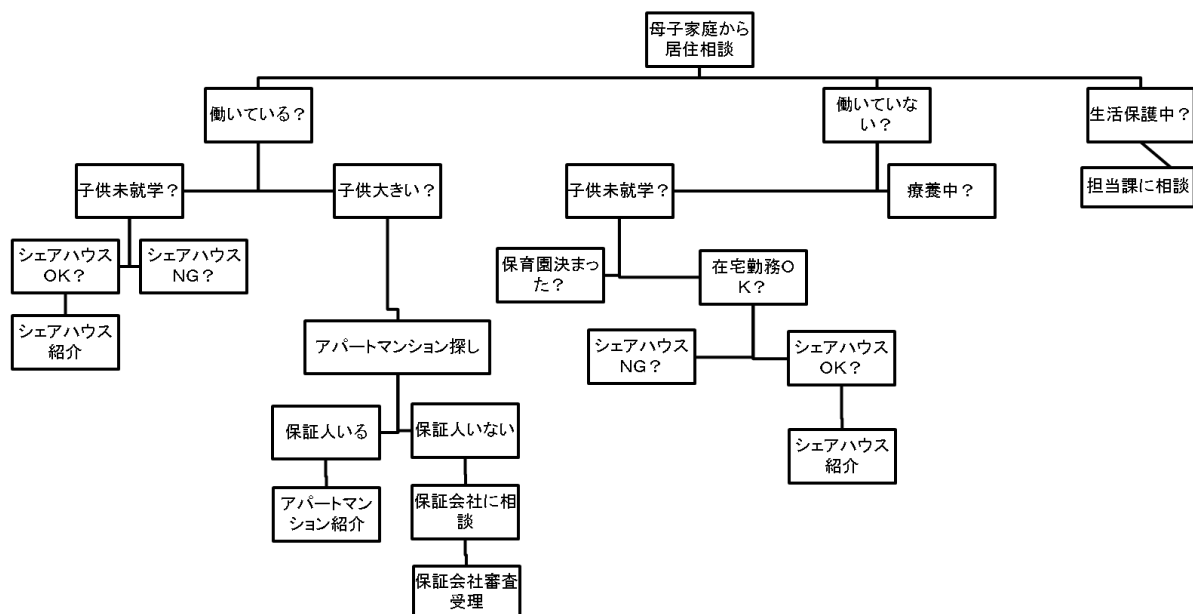 母子家庭から
居住相談
働いている？
働いていな
い？
生活保護中？
子供未就学？
子供大きい？
子供未就学？
療養中？
担当課に相談
シェアハウス
OK？
シェアハウス
NG？
保育園決まっ
た？
在宅勤務O
K？
シェアハウス
紹介
アパートマンション探し
シェアハウス
NG？
シェアハウス
OK？
保証人いる
保証人いない
シェアハウス
紹介
アパートマン
ション紹介
保証会社に相
談
保証会社審査
受理